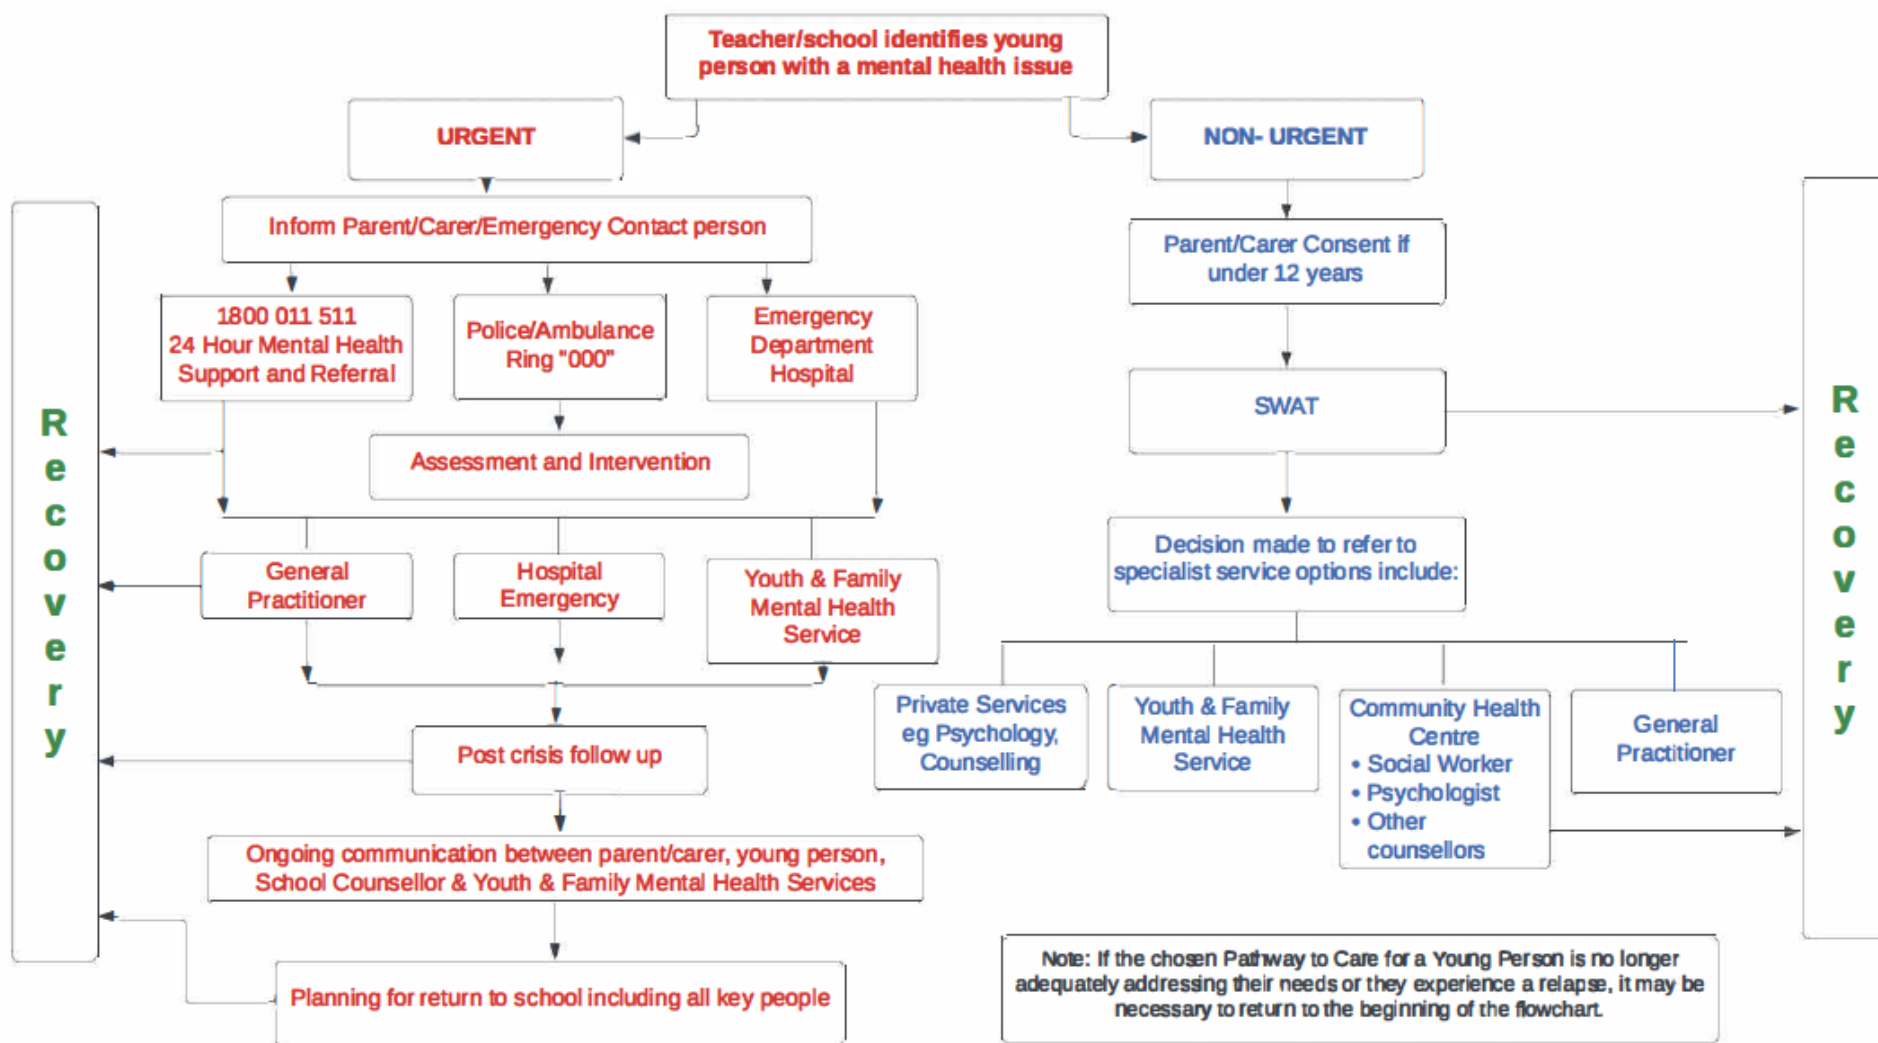 Teacher/school identifies young
person with a mental health issue
URGENT
NON- URGENT
Inform Parent/Carer/Emergency Contact person
Parent/Carer Consent if
under 12 years
1800 011 511
24 Hour Mental Health
Support and Referral
Police/Ambulance
Ring "000"
Emergency
Department
Hospital
SWAT
Assessment and Intervention
Recovery
Recovery
General
Practitioner
Hospital
Emergency
Youth & Family
Mental Health
Service
Decision made to refer to
specialist service options include:
Private Services
eg Psychology,
Counselling
Youth & Family
Mental Health
Service
Community Health
Centre
• Social Worker
• Psychologist
• Other
counsellors
General
Practitioner
Post crisis follow up
Ongoing communication between parent/carer, young person,
School Counsellor & Youth & Family Mental Health Services
Planning for return to school including all key people
Note: If the chosen Pathway to Care for a Young Person is no longer
adequately addressing their needs or they experience a relapse, it may be
necessary to return to the beginning of the flowchart.